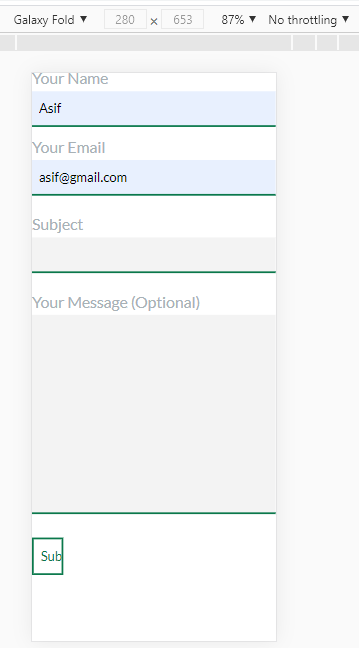 Galaxy Fold ▼ 280 × 653 87% ▼ No throttling ▼
Your Name
Asif
Your Email
asif@gmail.com
Subject
Your Message (Optional)
Sub